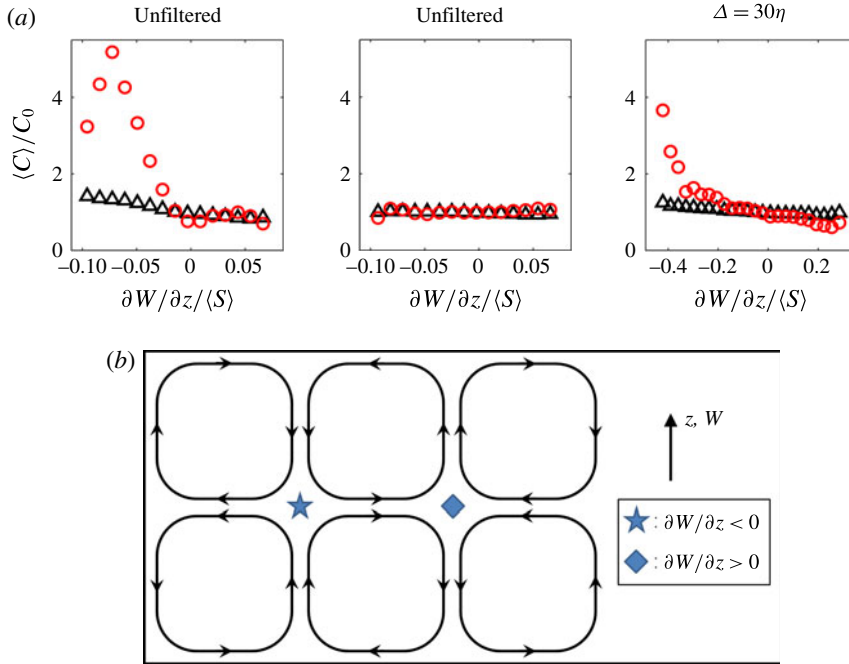 (a)
Unfiltered
Unfiltered
Δ = 30η
⟨C⟩/C₀
4
2
0
−0.10 −0.05 0 0.05
∂W/∂z/⟨S⟩
4
2
0
−0.10 −0.05 0 0.05
∂W/∂z/⟨S⟩
4
2
0
−0.4 −0.2 0 0.2
∂W/∂z/⟨S⟩
(b)
z, W
: ∂W/∂z < 0
: ∂W/∂z > 0